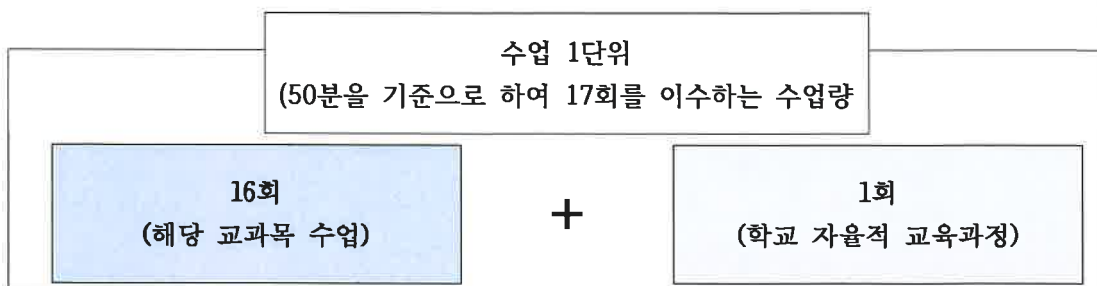 수업 1단위
(50분을 기준으로 하여 17회를 이수하는 수업량
16회
(해당 교과목 수업)
+
1회
(학교 자율적 교육과정)